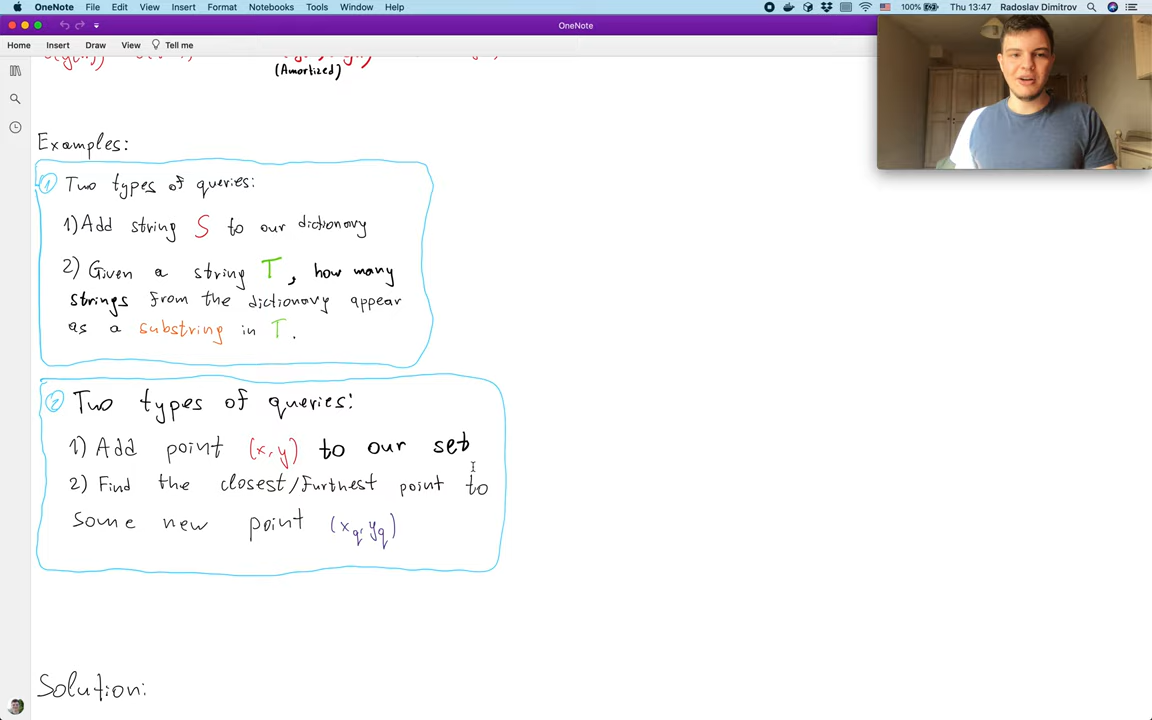 OneNote File Edit View Insert Format Notebooks Tools Window Help 100% Thu 13:47 Radoslav Dimitrov
OneNote
Home Insert Draw View Tell me
(Amortized)
Examples:
1 Two types of queries:
1) Add string S to our dictionary
2) Given a string T, how many
strings from the dictionary appear
as a substring in T.
2 Two types of queries:
1) Add point (x, y) to our set
2) Find the closest/furthest point to
some new point (xq, yq)
Solution: